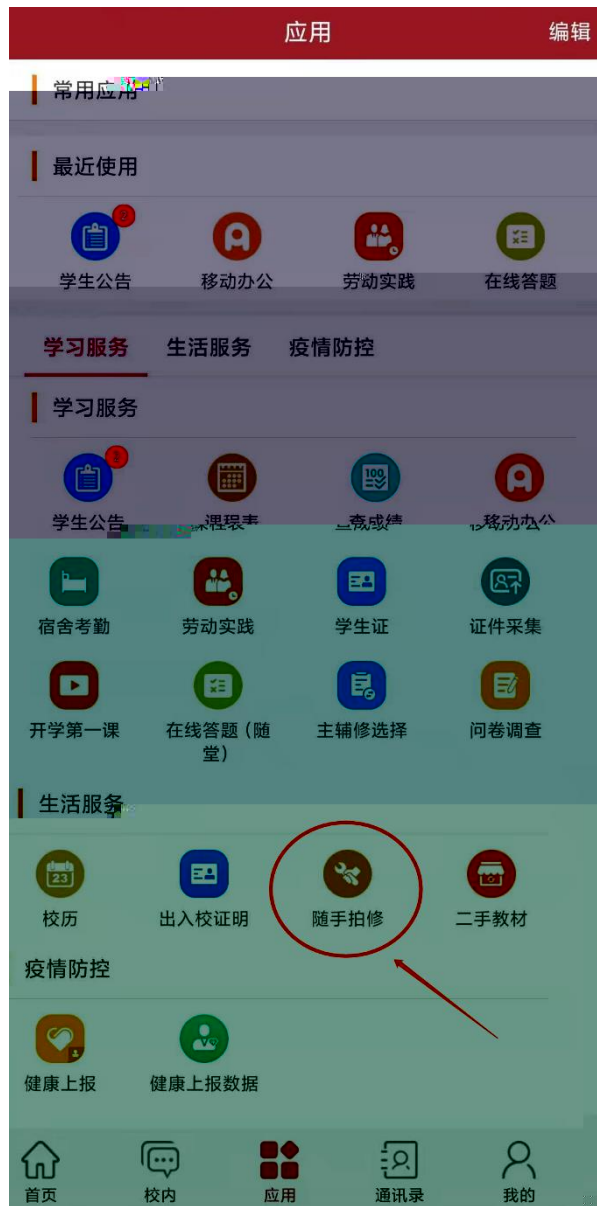 应用 编辑
常用应用
最近使用
8
学生公告 移动办公 劳动实践 在线答题
学习服务 生活服务 疫情防控
学习服务
8 100
学生公告 课程表 查成绩 移动办公
宿舍考勤 劳动实践 学生证 证件采集
开学第一课 在线答题（随 主辅修选择 问卷调查
堂）
生活服务
23
校历 出入校证明 随手拍修 二手教材
疫情防控
健康上报 健康上报数据
首页 校内 应用 通讯录 我的